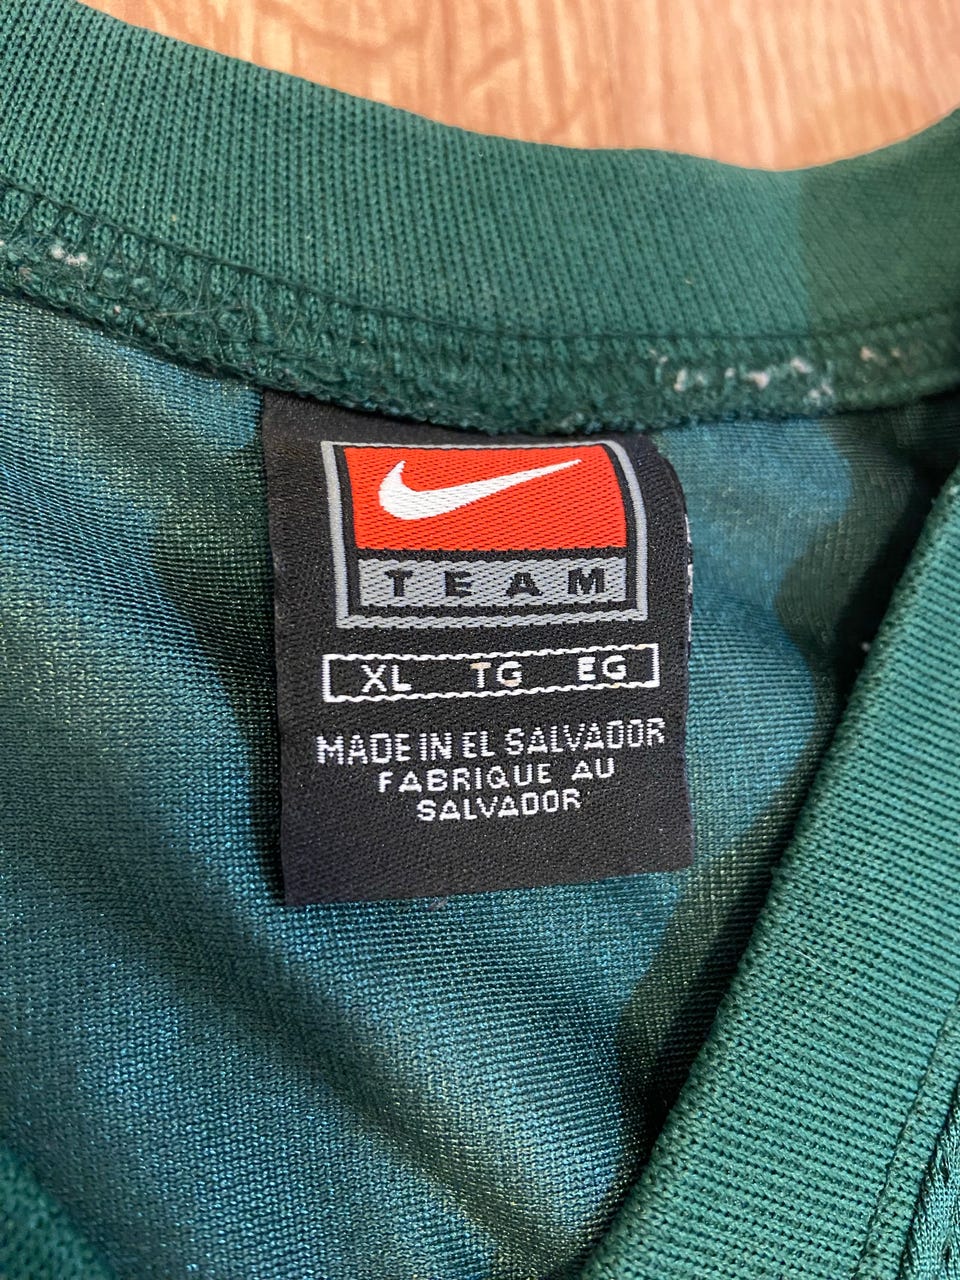 TEAM
XL TG EG
MADE IN EL SALVADOR
FABRIQUE AU
SALVADOR